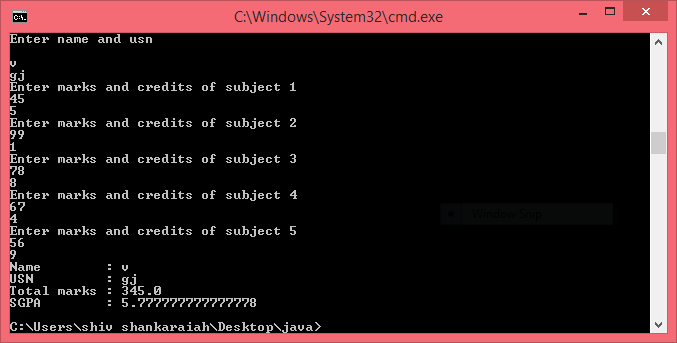 C:\Windows\System32\cmd.exe
Enter name and usn
v
gj
Enter marks and credits of subject 1
45
5
Enter marks and credits of subject 2
99
1
Enter marks and credits of subject 3
78
8
Enter marks and credits of subject 4
67
4
Enter marks and credits of subject 5
56
9
Name : v
USN : gj
Total marks : 345.0
SGPA : 5.777777777777778
C:\Users\shiv shankaraiah\Desktop\java>
Window Snip